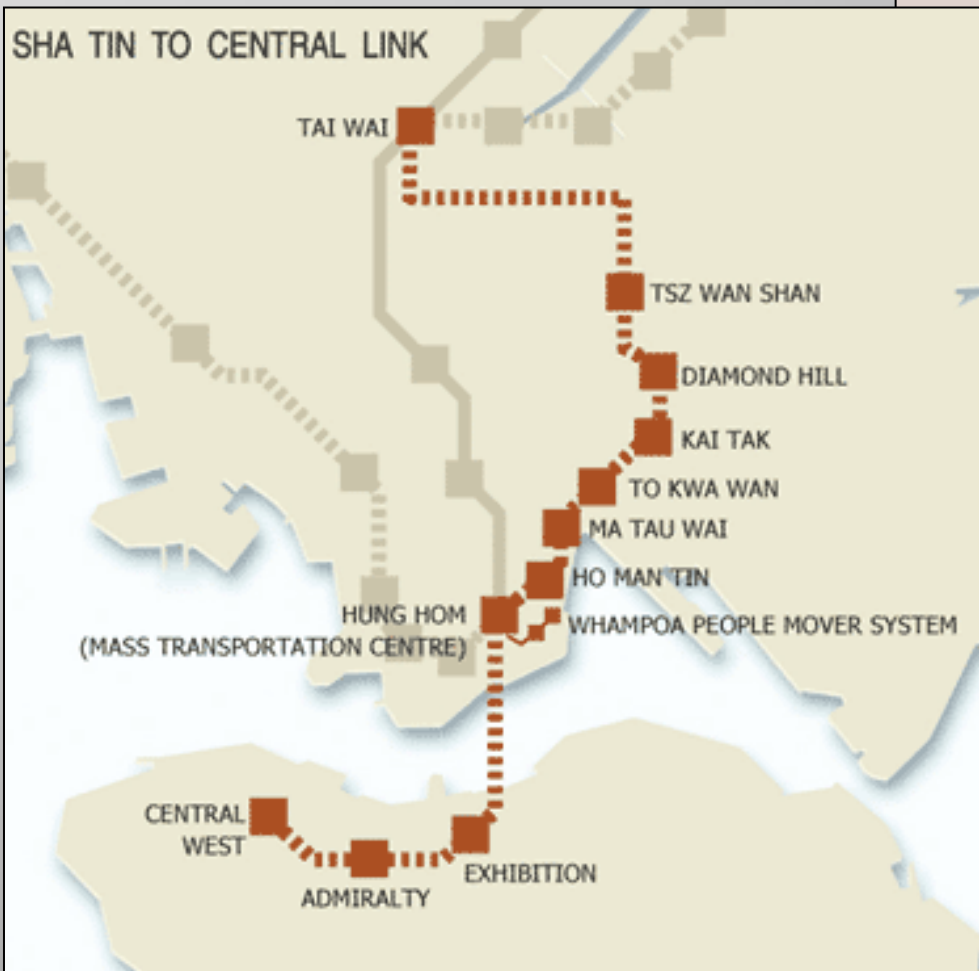 SHA TIN TO CENTRAL LINK
TAI WAI
TSZ WAN SHAN
DIAMOND HILL
KAI TAK
TO KWA WAN
MA TAU WAI
HO MAN TIN
HUNG HOM
(MASS TRANSPORTATION CENTRE)
WHAMPOA PEOPLE MOVER SYSTEM
CENTRAL
WEST
ADMIRALTY
EXHIBITION